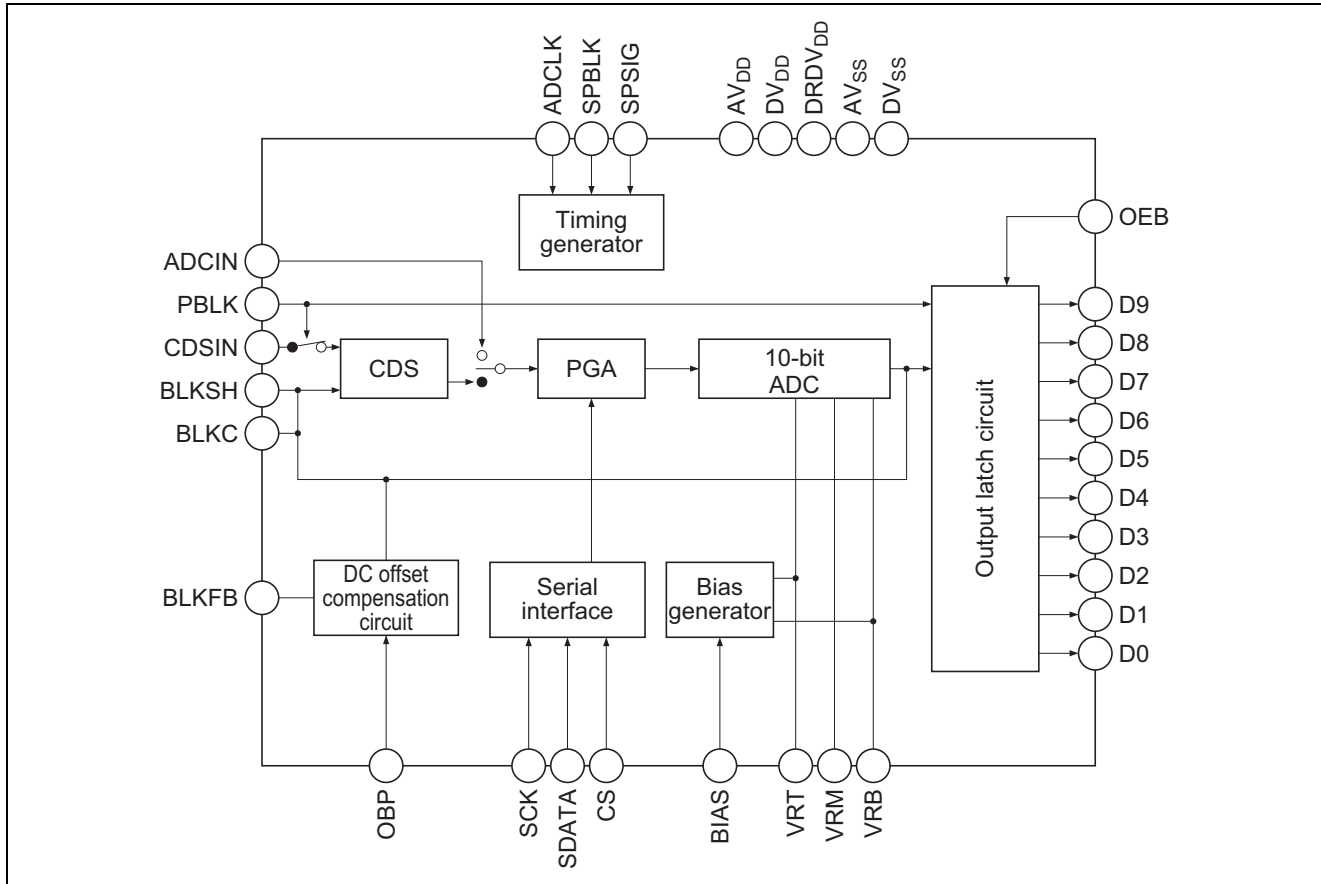 ADCLK
SPBLK
SPSIG
AVDD
DVDD
DRDVDD
AVSS
DVSS
Timing
generator
OEB
ADCIN
PBLK
CDSIN
BLKSH
BLKC
CDS
PGA
10-bit
ADC
Output latch circuit
D9
D8
D7
D6
D5
D4
D3
D2
D1
D0
BLKFB
DC offset
compensation
circuit
Serial
interface
Bias
generator
OBP
SCK
SDATA
CS
BIAS
VRT
VRM
VRB